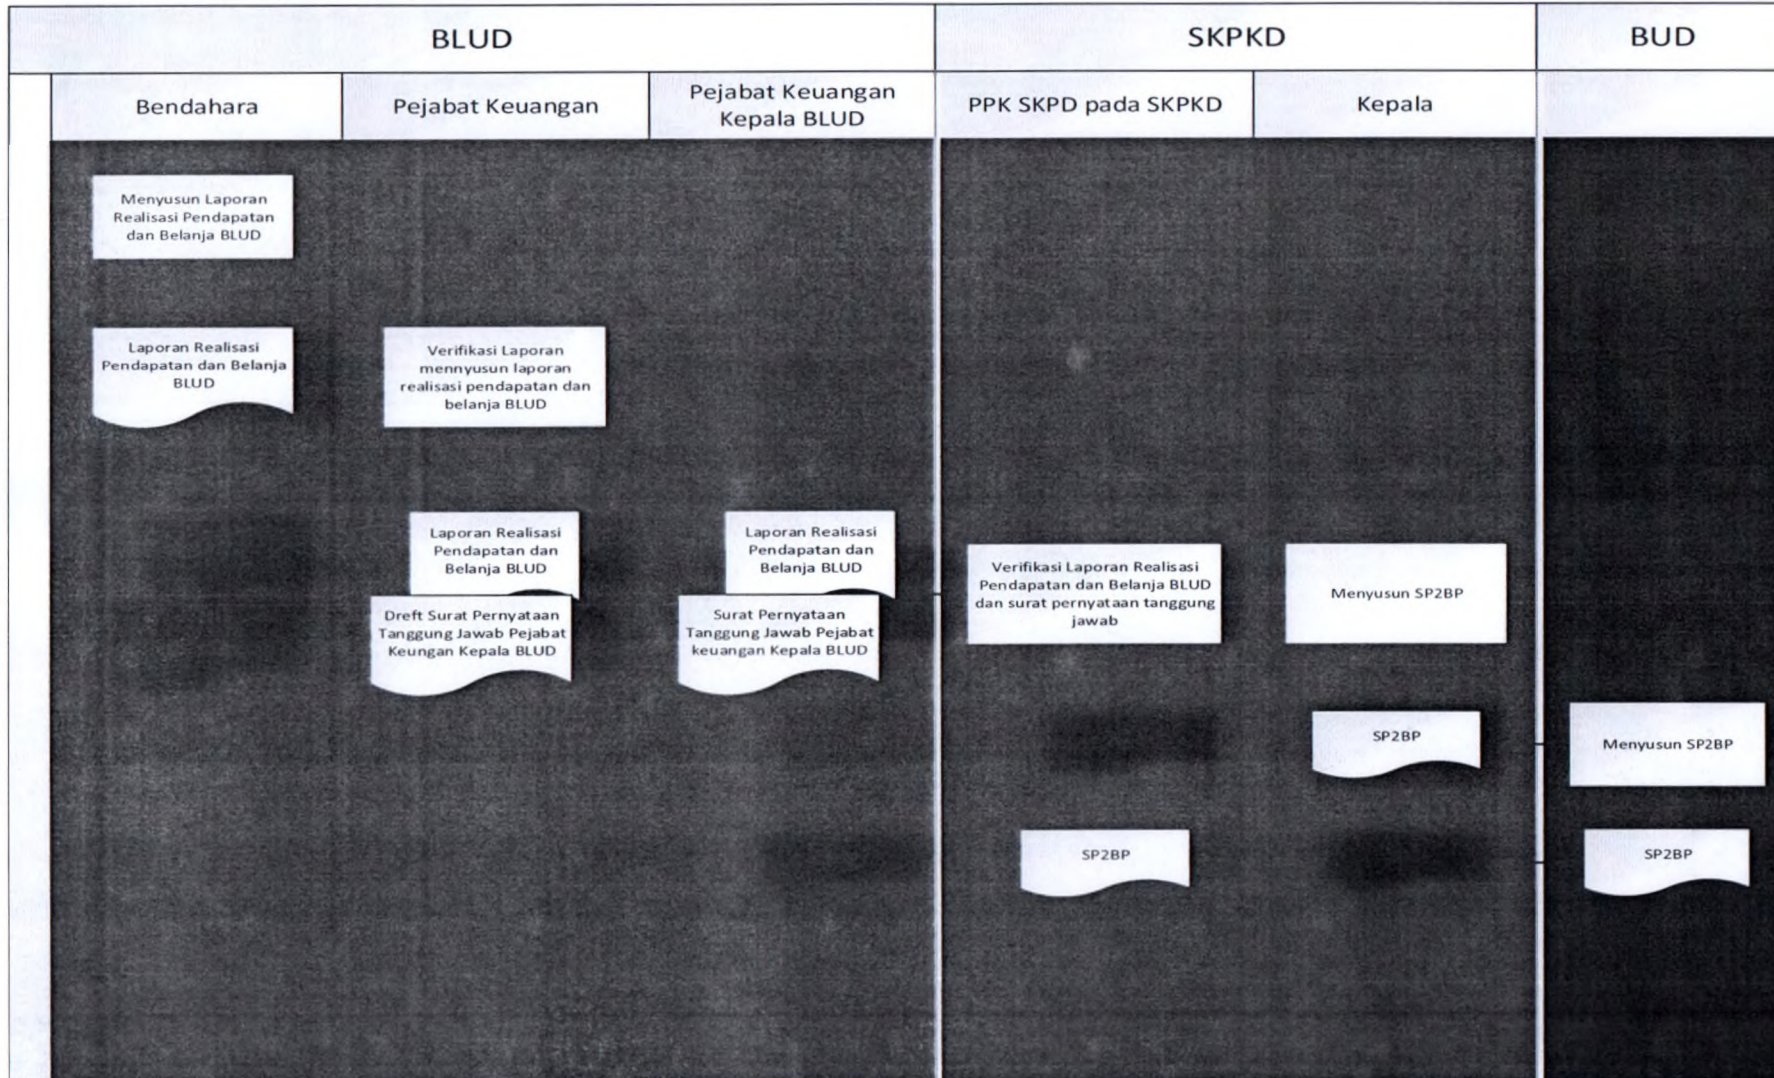 BLUD
SKPKD
BUD
Bendahara
Pejabat Keuangan
Pejabat Keuangan
Kepala BLUD
PPK SKPD pada SKPKD
Kepala
Menyusun Laporan
Realisasi Pendapatan
dan Belanja BLUD
Laporan Realisasi
Pendapatan dan Belanja
BLUD
Verifikasi Laporan
mennyusun laporan
realisasi pendapatan dan
belanja BLUD
Laporan Realisasi
Pendapatan dan
Belanja BLUD
Dreft Surat Pernyataan
Tanggung Jawab Pejabat
Keungan Kepala BLUD
Laporan Realisasi
Pendapatan dan
Belanja BLUD
Surat Pernyataan
Tanggung Jawab Pejabat
keuangan Kepala BLUD
Verifikasi Laporan Realisasi
Pendapatan dan Belanja BLUD
dan surat pernyataan tanggung
jawab
Menyusun SP2BP
SP2BP
Menyusun SP2BP
SP2BP
SP2BP